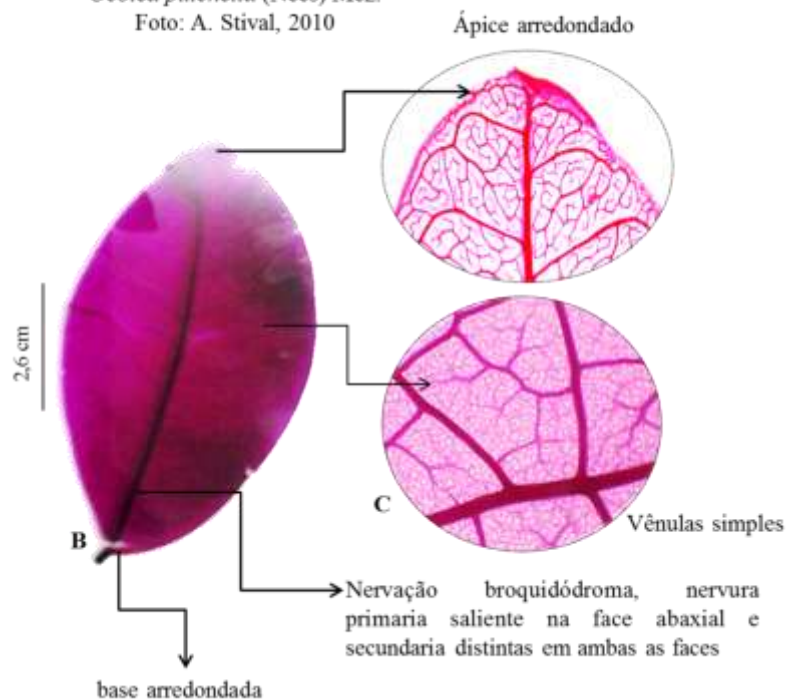 Foto: A. Stival, 2010
Ápice arredondado
2,6 cm
B
C
Vênulas simples
Nervação broquidódroma, nervura
primaria saliente na face abaxial e
secundaria distintas em ambas as faces
base arredondada